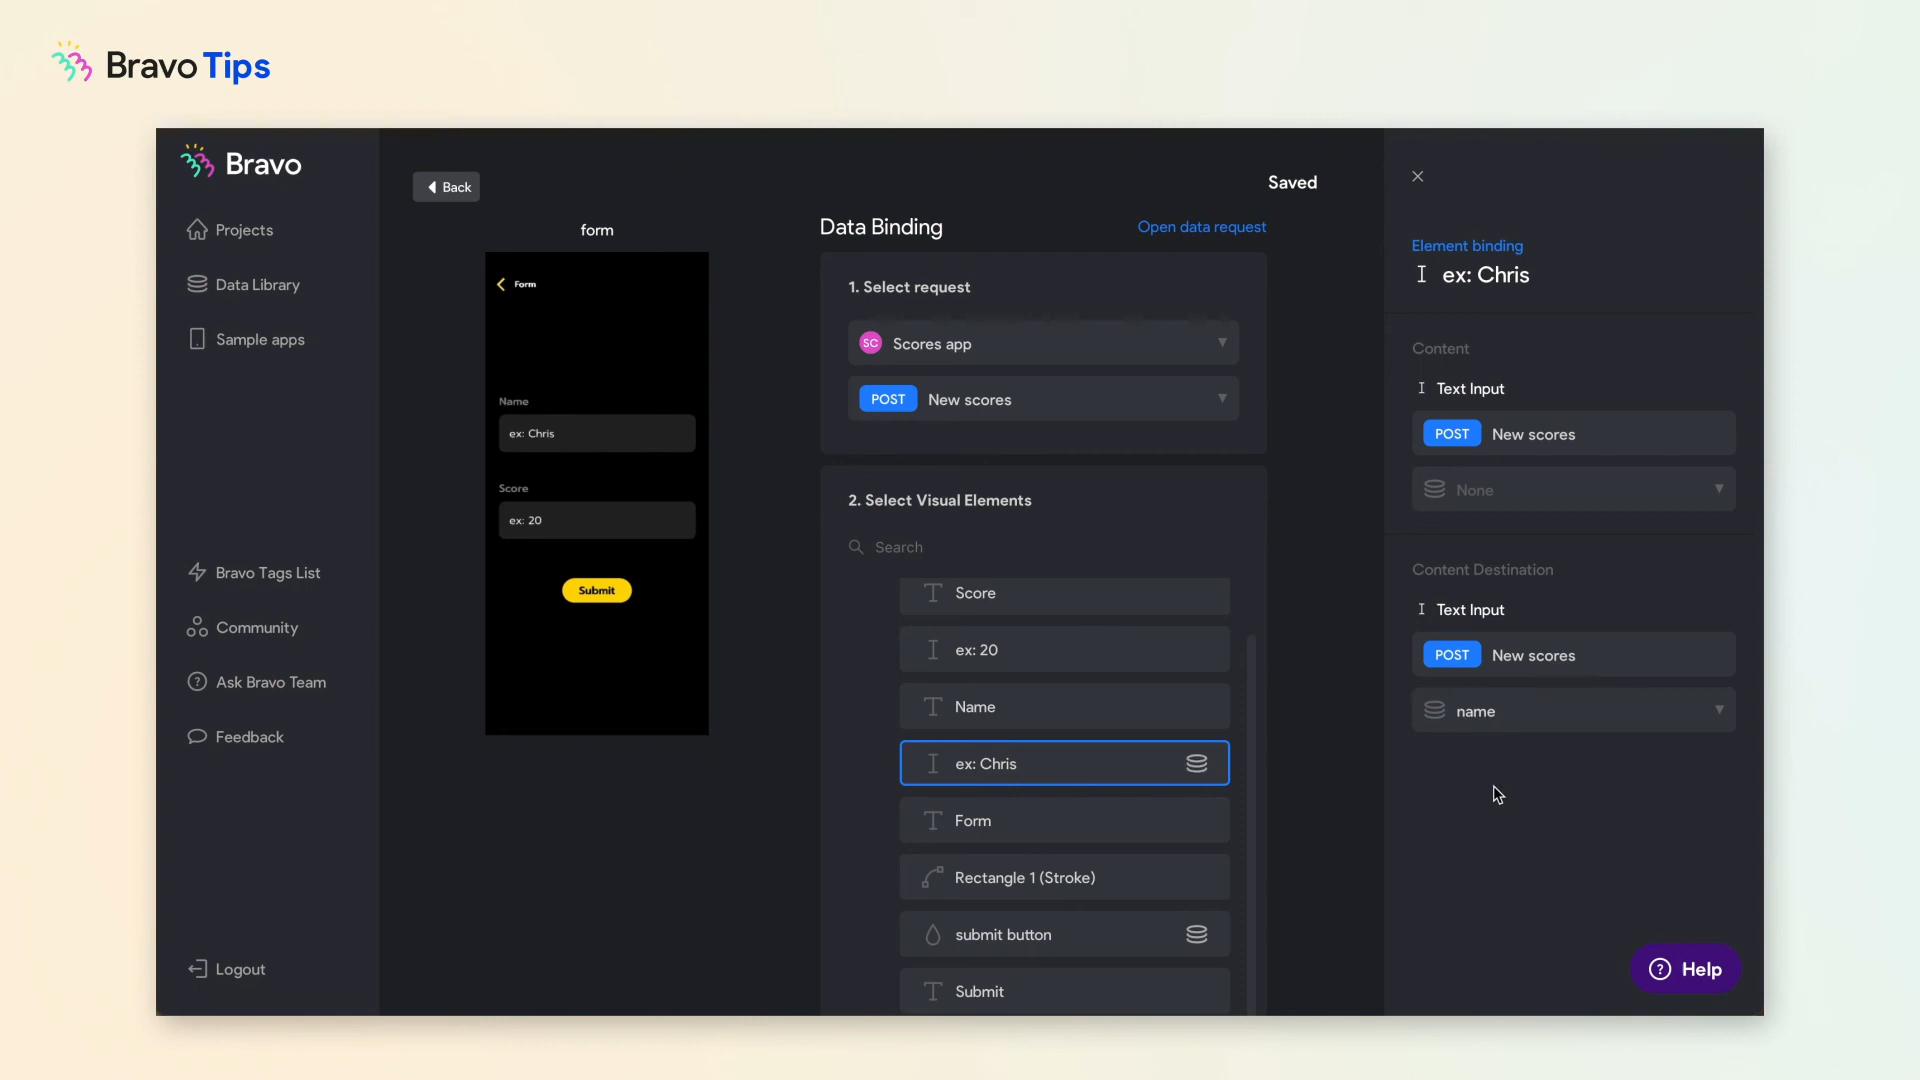 Bravo Tips
Bravo
Projects
Data Library
Sample apps
Bravo Tags List
Community
Ask Bravo Team
Feedback
Logout
Back
Saved
form
Form
Name
ex: Chris
Score
ex: 20
Submit
Data Binding
Open data request
1. Select request
SC Scores app
POST New scores
2. Select Visual Elements
Search
Score
ex: 20
Name
ex: Chris
Form
Rectangle 1 (Stroke)
submit button
Submit
Element binding
ex: Chris
Content
Text Input
POST New scores
None
Content Destination
Text Input
POST New scores
name
? Help